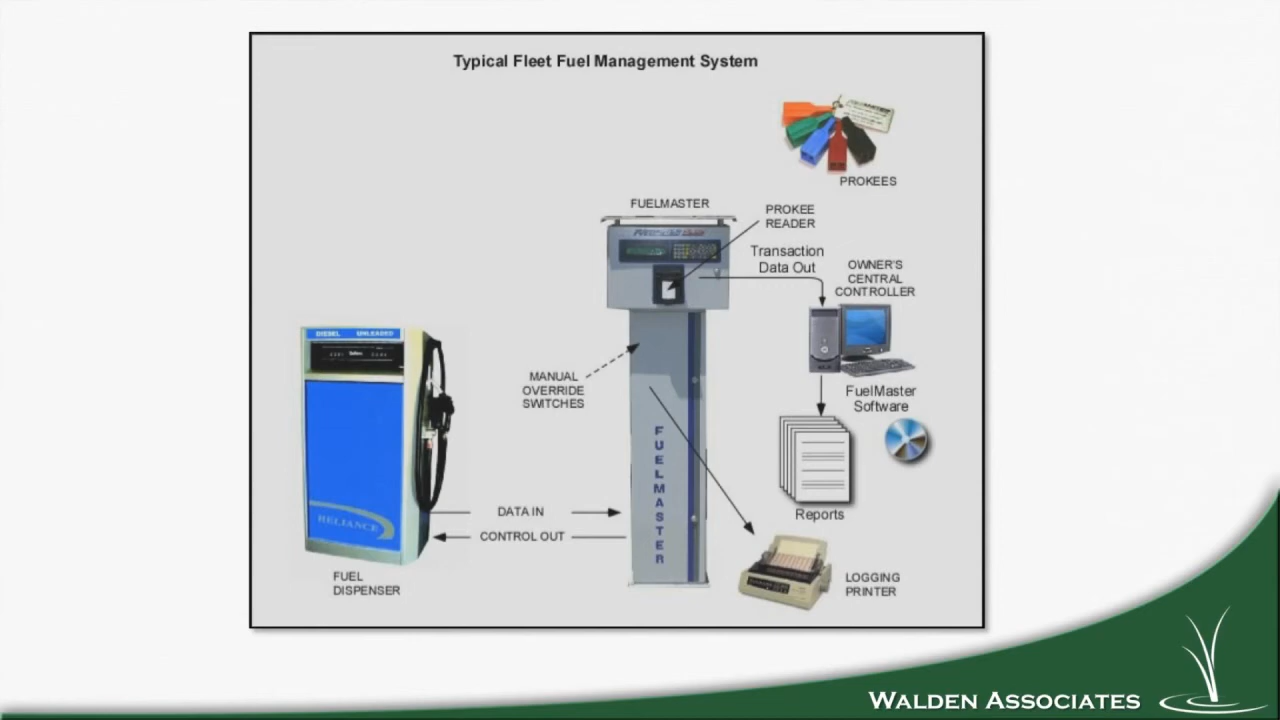 Typical Fleet Fuel Management System
PROKEES
FUELMASTER
PROKEE
READER
Transaction
Data Out
OWNER'S
CENTRAL
CONTROLLER
DIESEL UNLEADED
MANUAL
OVERRIDE
SWITCHES
FuelMaster
Software
FUELMASTER
Reports
RELIANCE
DATA IN
CONTROL OUT
FUEL
DISPENSER
LOGGING
PRINTER
WALDEN ASSOCIATES